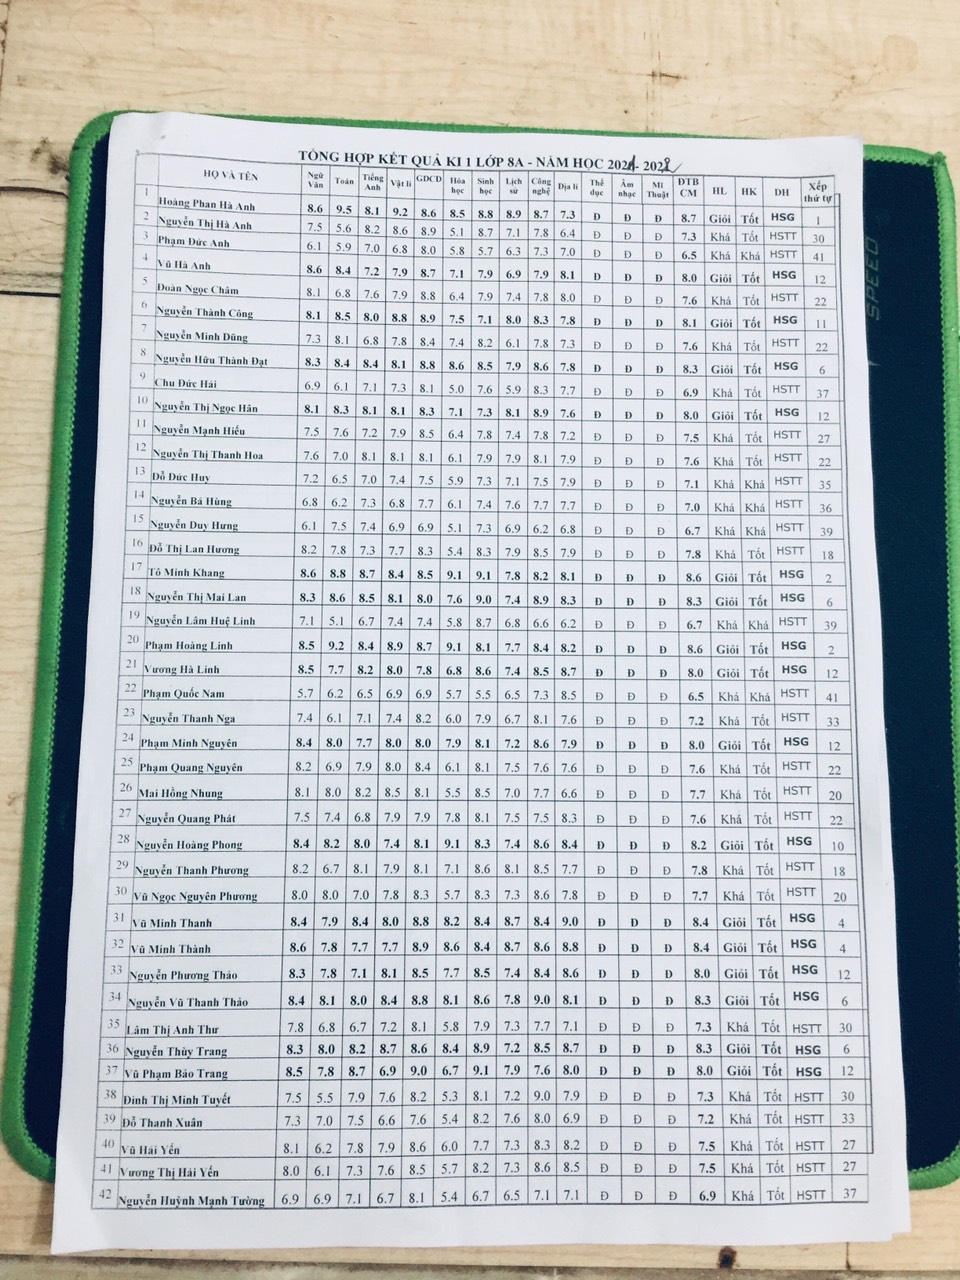 TỔNG HỢP KẾT QUẢ KI 1 LỚP 8A - NĂM HỌC 2021- 2022
HỌ VÀ TÊN Ngữ Văn Toán Tiếng Anh Vật lí GDCD Hóa học Sinh học Lịch sử Công nghệ Địa lí Thể dục Âm nhạc Mĩ Thuật ĐTB CM HL HK DH Xếp thứ tự
1 Hoàng Phan Hà Anh 8.6 9.5 8.1 9.2 8.6 8.5 8.8 8.9 8.7 7.3 Đ Đ Đ 8.7 Giỏi Tốt HSG 1
2 Nguyễn Thị Hà Anh 7.5 5.6 8.2 8.6 8.9 5.1 8.7 7.1 7.8 6.4 Đ Đ Đ 7.3 Khá Tốt HSTT 30
3 Phạm Đức Anh 6.1 5.9 7.0 6.8 8.0 5.8 5.7 6.3 7.3 7.0 Đ Đ Đ 6.5 Khá Khá HSTT 41
4 Vũ Hà Anh 8.6 8.4 7.2 7.9 8.7 7.1 7.9 6.9 7.9 8.1 Đ Đ Đ 8.0 Giỏi Tốt HSG 12
5 Đoàn Ngọc Châm 8.1 6.8 7.6 7.9 8.8 6.4 7.9 7.4 7.8 8.0 Đ Đ Đ 7.6 Khá Tốt HSTT 22
6 Nguyễn Thành Công 8.1 8.5 8.0 8.8 8.9 7.5 7.1 8.0 8.3 7.8 Đ Đ Đ 8.1 Giỏi Tốt HSG 11
7 Nguyễn Minh Dũng 7.3 8.1 6.8 7.8 8.4 7.4 8.2 6.1 7.8 7.3 Đ Đ Đ 7.6 Khá Tốt HSTT 22
8 Nguyễn Hữu Thành Đạt 8.3 8.4 8.4 8.1 8.8 8.6 8.5 7.9 8.6 7.8 Đ Đ Đ 8.3 Giỏi Tốt HSG 6
9 Chu Đức Hải 6.9 6.1 7.1 7.3 8.1 5.0 7.6 5.9 8.3 7.7 Đ Đ Đ 6.9 Khá Tốt HSTT 37
10 Nguyễn Thị Ngọc Hân 8.1 8.3 8.1 8.1 8.3 7.1 7.3 8.1 8.9 7.6 Đ Đ Đ 8.0 Giỏi Tốt HSG 12
11 Nguyễn Mạnh Hiếu 7.5 7.6 7.2 7.9 8.5 6.4 7.8 7.4 7.8 7.2 Đ Đ Đ 7.5 Khá Tốt HSTT 27
12 Nguyễn Thị Thanh Hoa 7.6 7.0 8.1 8.1 8.1 6.1 7.9 7.9 8.1 7.9 Đ Đ Đ 7.6 Khá Tốt HSTT 22
13 Đỗ Đức Huy 7.2 6.5 7.0 7.4 7.5 5.9 7.3 7.1 7.5 7.9 Đ Đ Đ 7.1 Khá Khá HSTT 35
14 Nguyễn Bá Hùng 6.8 6.2 7.3 6.8 7.7 6.1 7.4 7.6 7.7 7.7 Đ Đ Đ 7.0 Khá Khá HSTT 36
15 Nguyễn Duy Hưng 6.1 7.5 7.4 6.9 6.9 5.1 7.3 6.9 6.2 6.8 Đ Đ Đ 6.7 Khá Khá HSTT 39
16 Đỗ Thị Lan Hương 8.2 7.8 7.3 7.7 8.3 5.4 8.3 7.9 8.5 7.9 Đ Đ Đ 7.8 Khá Tốt HSTT 18
17 Tô Minh Khang 8.6 8.8 8.7 8.4 8.5 9.1 9.1 7.8 8.2 8.1 Đ Đ Đ 8.6 Giỏi Tốt HSG 2
18 Nguyễn Thị Mai Lan 8.3 8.6 8.5 8.1 8.0 7.6 9.0 7.4 8.9 8.3 Đ Đ Đ 8.3 Giỏi Tốt HSG 6
19 Nguyễn Lâm Huệ Linh 7.1 5.1 6.7 7.4 7.4 5.8 8.7 6.8 6.6 6.2 Đ Đ Đ 6.7 Khá Khá HSTT 39
20 Phạm Hoàng Linh 8.5 9.2 8.4 8.9 8.7 9.1 8.1 7.7 8.4 8.2 Đ Đ Đ 8.6 Giỏi Tốt HSG 2
21 Vương Hà Linh 8.5 7.7 8.2 8.0 7.8 6.8 8.6 7.4 8.5 8.7 Đ Đ Đ 8.0 Giỏi Tốt HSG 12
22 Phạm Quốc Nam 5.7 6.2 6.5 6.9 6.9 5.7 5.5 6.5 7.3 8.5 Đ Đ Đ 6.5 Khá Khá HSTT 41
23 Nguyễn Thanh Nga 7.4 6.1 7.1 7.4 8.2 6.0 7.9 6.7 8.1 7.6 Đ Đ Đ 7.2 Khá Tốt HSTT 33
24 Phạm Minh Nguyên 8.4 8.0 7.7 8.0 8.0 7.9 8.1 7.2 8.6 7.9 Đ Đ Đ 8.0 Giỏi Tốt HSG 12
25 Phạm Quang Nguyên 8.2 6.9 7.9 8.0 8.4 6.1 8.1 7.5 7.6 7.6 Đ Đ Đ 7.6 Khá Tốt HSTT 22
26 Mai Hồng Nhung 8.1 8.0 8.2 8.5 8.1 5.5 8.5 7.0 7.7 6.6 Đ Đ Đ 7.7 Khá Tốt HSTT 20
27 Nguyễn Quang Phát 7.5 7.4 6.8 7.9 7.9 7.8 8.1 7.5 7.5 8.3 Đ Đ Đ 7.6 Khá Tốt HSTT 22
28 Nguyễn Hoàng Phong 8.4 8.2 8.0 7.4 8.1 9.1 8.3 7.4 8.6 8.4 Đ Đ Đ 8.2 Giỏi Tốt HSG 10
29 Nguyễn Thanh Phương 8.2 6.7 8.1 7.9 8.1 7.1 8.6 8.1 8.5 7.7 Đ Đ Đ 7.8 Khá Tốt HSTT 18
30 Vũ Ngọc Nguyên Phương 8.0 8.0 7.0 7.8 8.3 5.7 8.3 7.3 8.6 7.8 Đ Đ Đ 7.7 Khá Tốt HSTT 20
31 Vũ Minh Thanh 8.4 7.9 8.4 8.0 8.8 8.2 8.4 8.7 8.4 9.0 Đ Đ Đ 8.4 Giỏi Tốt HSG 4
32 Vũ Minh Thành 8.6 7.8 7.7 7.7 8.9 8.6 8.4 8.7 8.6 8.8 Đ Đ Đ 8.4 Giỏi Tốt HSG 4
33 Nguyễn Phương Thảo 8.3 7.8 7.1 8.1 8.5 7.7 8.5 7.4 8.4 8.6 Đ Đ Đ 8.0 Giỏi Tốt HSG 12
34 Nguyễn Vũ Thanh Thảo 8.4 8.1 8.0 8.4 8.8 8.1 8.6 7.8 9.0 8.1 Đ Đ Đ 8.3 Giỏi Tốt HSG 6
35 Lâm Thị Anh Thư 7.8 6.8 6.7 7.2 8.1 5.8 7.9 7.3 7.7 7.1 Đ Đ Đ 7.3 Khá Tốt HSTT 30
36 Nguyễn Thùy Trang 8.3 8.0 8.2 8.7 8.6 8.4 8.9 7.2 8.5 8.7 Đ Đ Đ 8.3 Giỏi Tốt HSG 6
37 Vũ Phạm Bảo Trang 8.5 7.8 8.7 6.9 9.0 6.7 9.1 7.9 7.6 8.0 Đ Đ Đ 8.0 Giỏi Tốt HSG 12
38 Đinh Thị Minh Tuyết 7.5 5.5 7.9 7.6 8.2 5.3 8.1 7.2 9.0 7.9 Đ Đ Đ 7.3 Khá Tốt HSTT 30
39 Đỗ Thanh Xuân 7.3 7.0 7.5 6.6 7.6 5.4 8.2 7.6 8.0 6.9 Đ Đ Đ 7.2 Khá Tốt HSTT 33
40 Vũ Hải Yến 8.1 6.2 7.8 7.9 8.6 6.0 7.7 7.3 8.3 8.2 Đ Đ Đ 7.5 Khá Tốt HSTT 27
41 Vương Thị Hải Yến 8.0 6.1 7.3 7.6 8.5 5.7 8.2 7.3 8.6 8.5 Đ Đ Đ 7.5 Khá Tốt HSTT 27
42 Nguyễn Huỳnh Mạnh Tường 6.9 6.9 7.1 6.7 8.1 5.4 6.7 6.5 7.1 7.1 Đ Đ Đ 6.9 Khá Tốt HSTT 37
SPEED